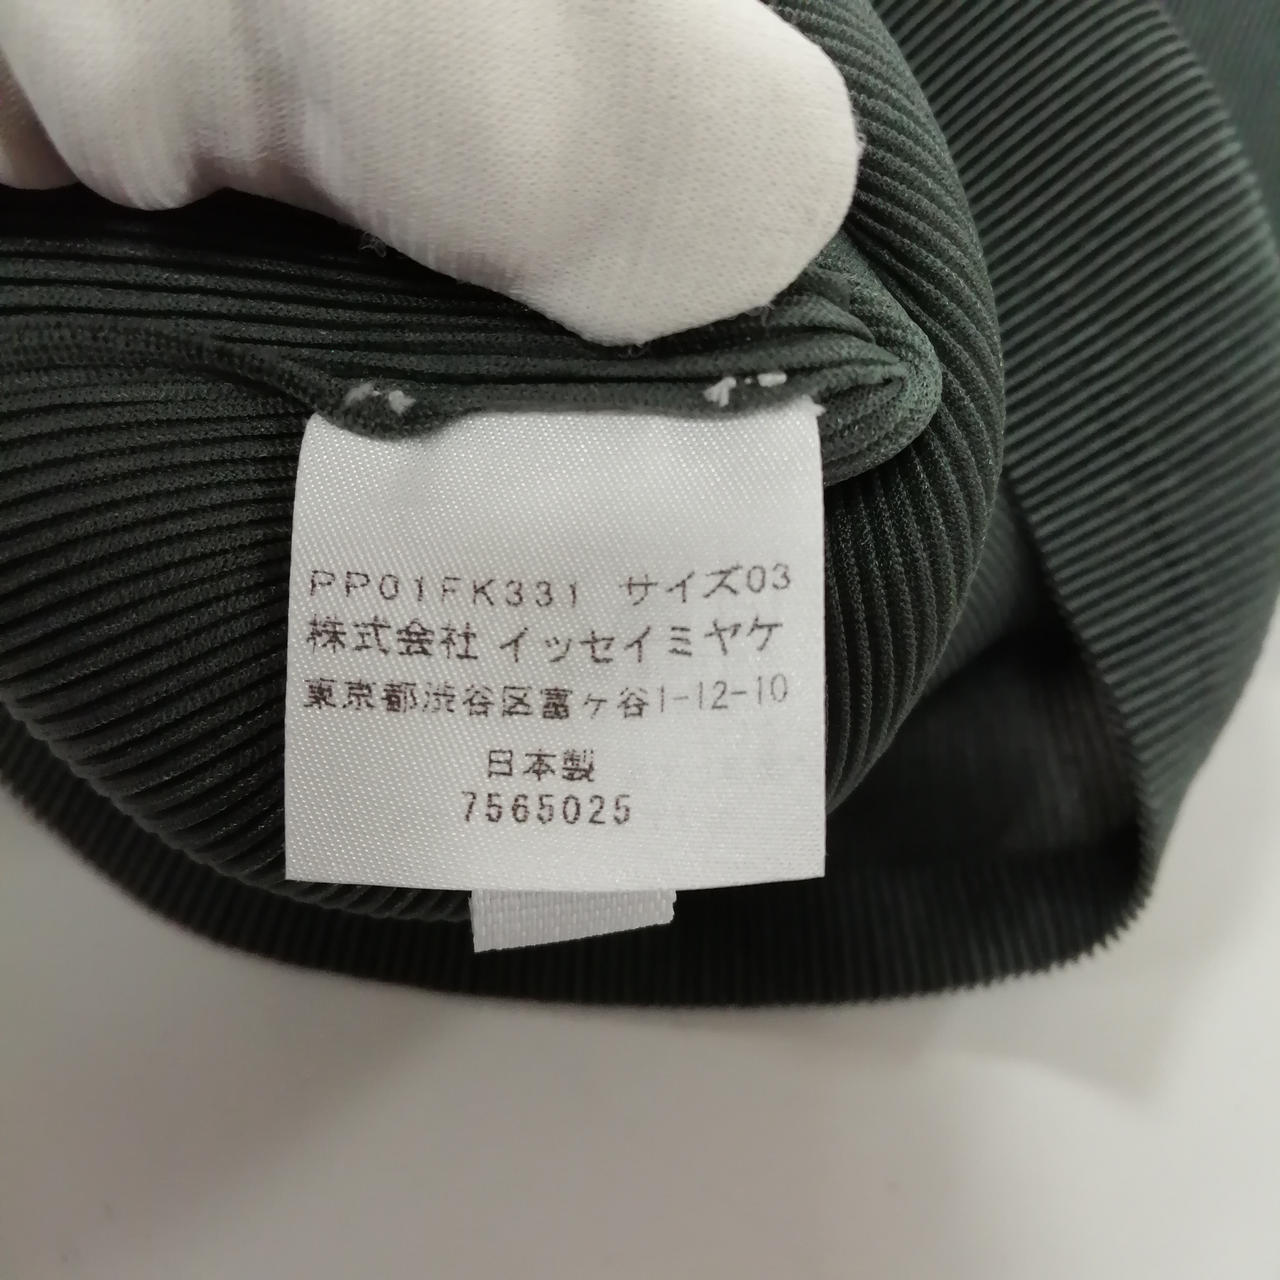 PP01FK331 サイズ03
株式会社 イッセイミヤケ
東京都渋谷区富ヶ谷1-12-10
日本製
7565025